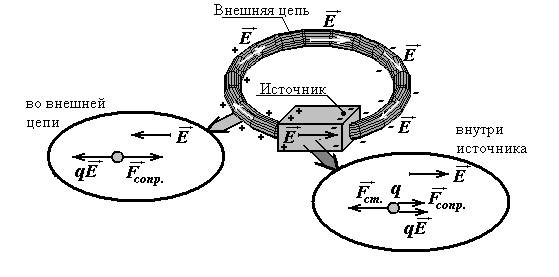 Внешняя цепь
E
E
E
E
E
Источник
во внешней
цепи
внутри
источника
E
qE
Fсопр.
E
Fст.
q
Fсопр.
qE